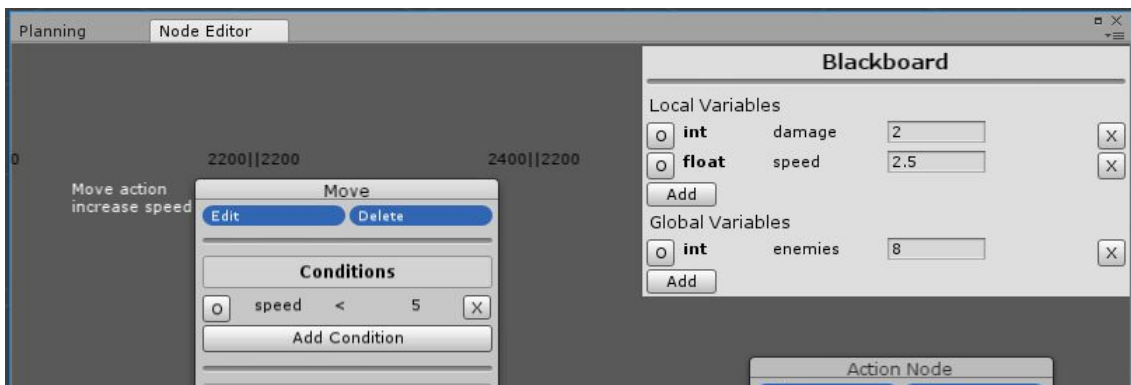 Planning Node Editor
Blackboard
Local Variables
O int damage 2 X
O float speed 2.5 X
Add
Global Variables
O int enemies 8 X
Add
0 2200||2200 2400||2200
Move action
increase speed
Move
Edit Delete
Conditions
O speed < 5 X
Add Condition
Action Node